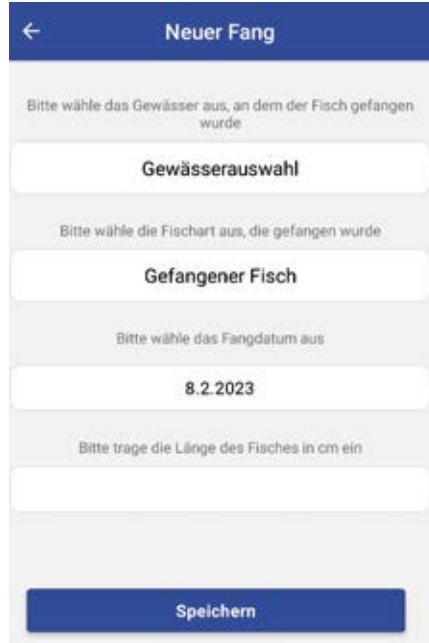 Neuer Fang
Bitte wähle das Gewässer aus, an dem der Fisch gefangen
wurde
Gewässerauswahl
Bitte wähle die Fischart aus, die gefangen wurde
Gefangener Fisch
Bitte wähle das Fangdatum aus
8.2.2023
Bitte trage die Länge des Fisches in cm ein
Speichern